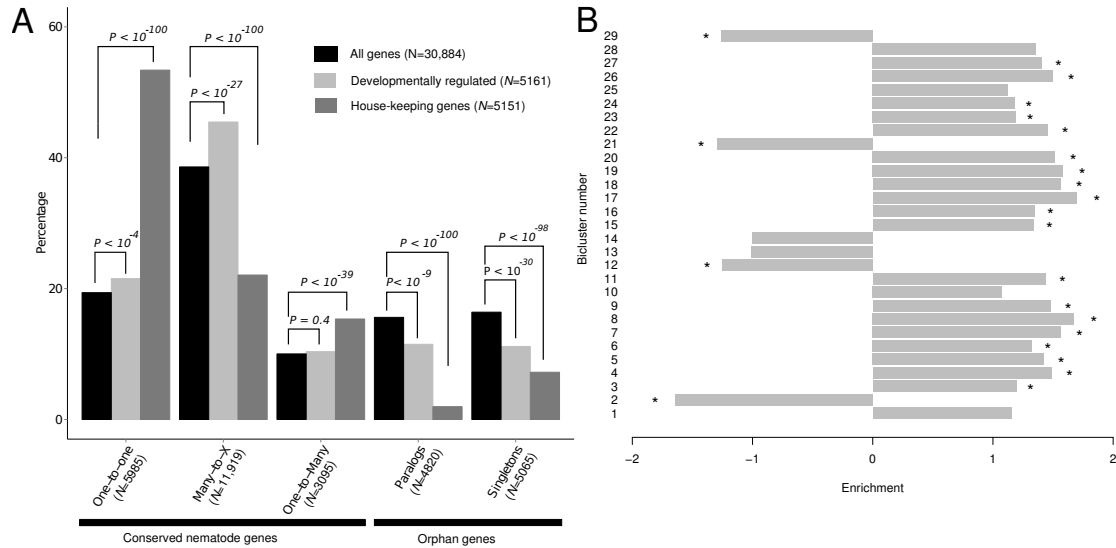 A
60
40
20
0
Percentage
P < 10^-100
P < 10^-100
P < 10^-27
P < 10^-4
P < 10^-39
P = 0.4
P < 10^-100
P< 10^-9
P < 10^-98
P < 10^-30
All genes (N=30,884)
Developmentally regulated (N=5161)
House-keeping genes (N=5151)
One-to-one
(N=5985)
Many-to-X
(N=11,919)
One-to-Many
(N=3095)
Paralogs
(N=4820)
Singletons
(N=5065)
Conserved nematode genes
Orphan genes
B
Bicluster number
29 *
28
27 *
26 *
25
24 *
23 *
22 *
21 *
20 *
19 *
18 *
17 *
16 *
15 *
14
13
12 *
11 *
10
9 *
8 *
7 *
6 *
5 *
4 *
3 *
2 *
1
−2 −1 0 1 2
Enrichment